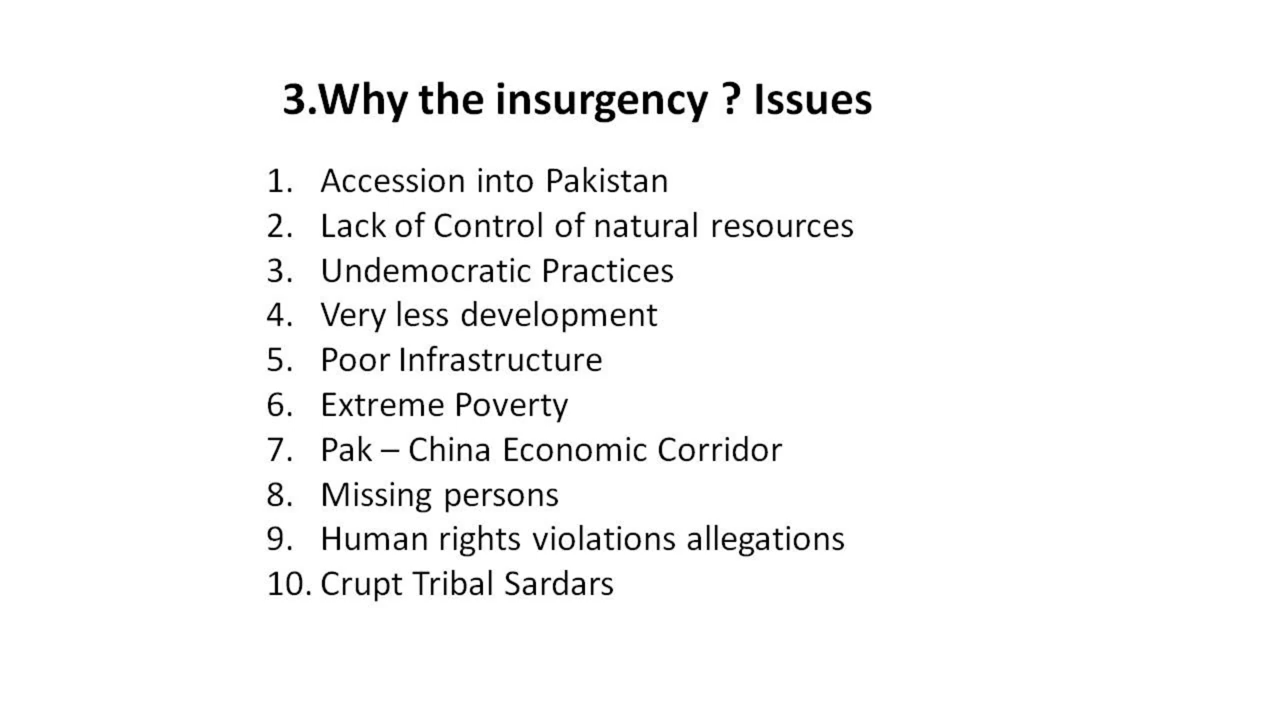 3.Why the insurgency ? Issues
1. Accession into Pakistan
2. Lack of Control of natural resources
3. Undemocratic Practices
4. Very less development
5. Poor Infrastructure
6. Extreme Poverty
7. Pak – China Economic Corridor
8. Missing persons
9. Human rights violations allegations
10. Crupt Tribal Sardars